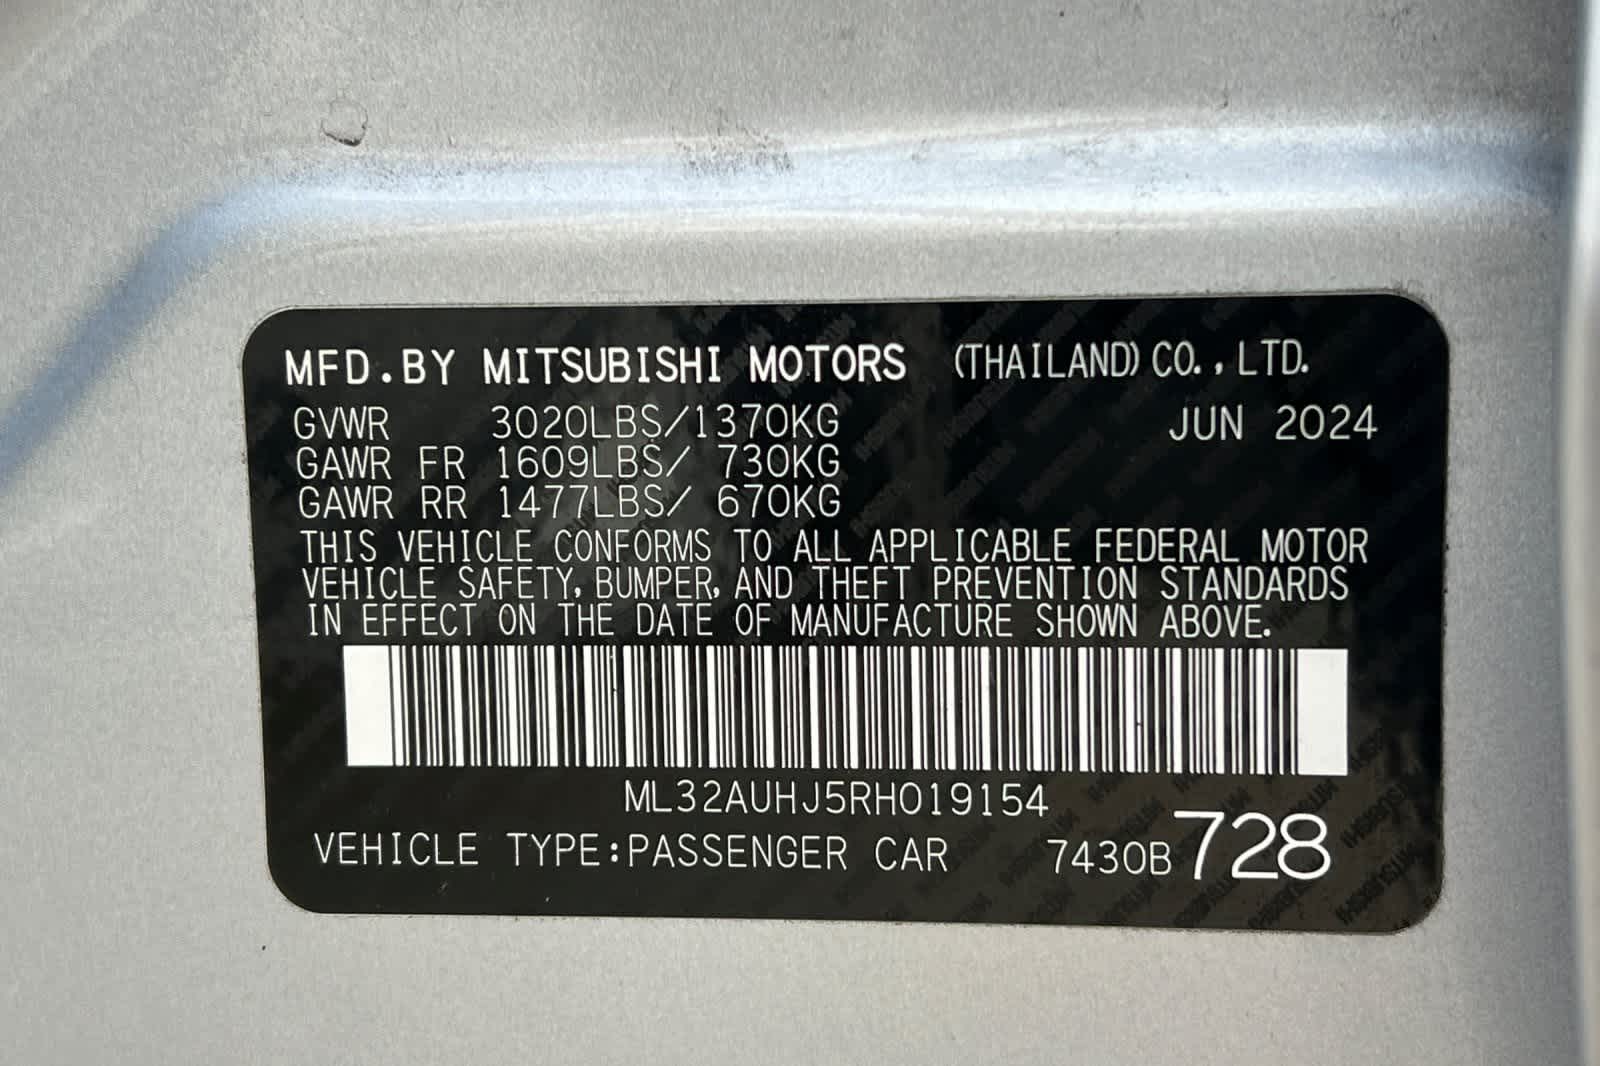 MFD.BY MITSUBISHI MOTORS (THAILAND) CO., LTD.
GVWR 3020LBS/1370KG JUN 2024
GAWR FR 1609LBS/ 730KG
GAWR RR 1477LBS/ 670KG
THIS VEHICLE CONFORMS TO ALL APPLICABLE FEDERAL MOTOR
VEHICLE SAFETY, BUMPER, AND THEFT PREVENTION STANDARDS
IN EFFECT ON THE DATE OF MANUFACTURE SHOWN ABOVE.
ML32AUHJ5RH019154
VEHICLE TYPE:PASSENGER CAR 7430B 728